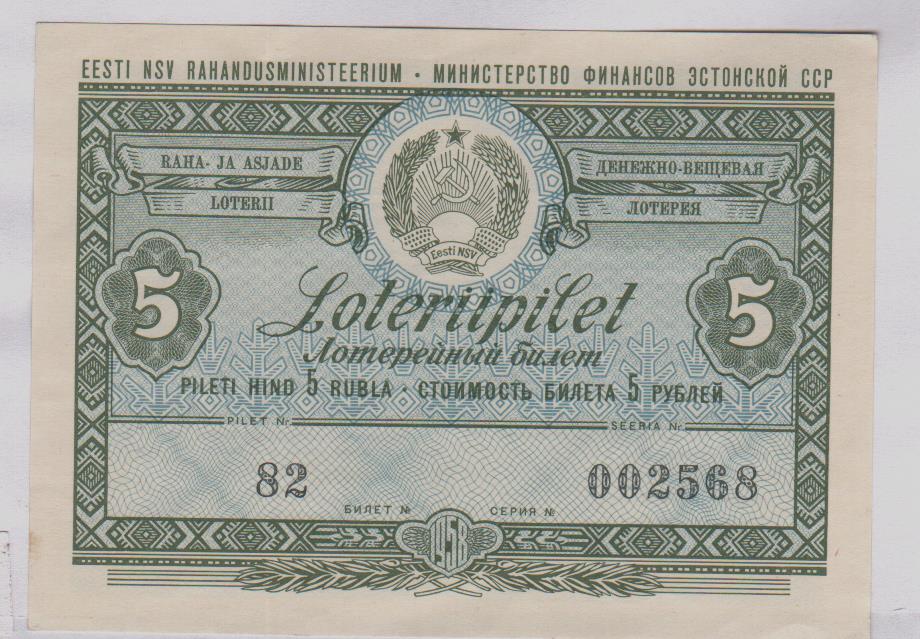 EESTI NSV RAHANDUSMINISTEERIUM · МИНИСТЕРСТВО ФИНАНСОВ ЭСТОНСКОЙ ССР
RAHA- JA ASJADE
LOTERII
ДЕНЕЖНО-ВЕЩЕВАЯ
ЛОТЕРЕЯ
Eesti NSV
5
5
Loteriipilet
Лотерейный билет
PILETI HIND 5 RUBLA · СТОИМОСТЬ БИЛЕТА 5 РУБЛЕЙ
PILET Nr. SEERIA Nr.
82 002568
БИЛЕТ № СЕРИЯ №
1958